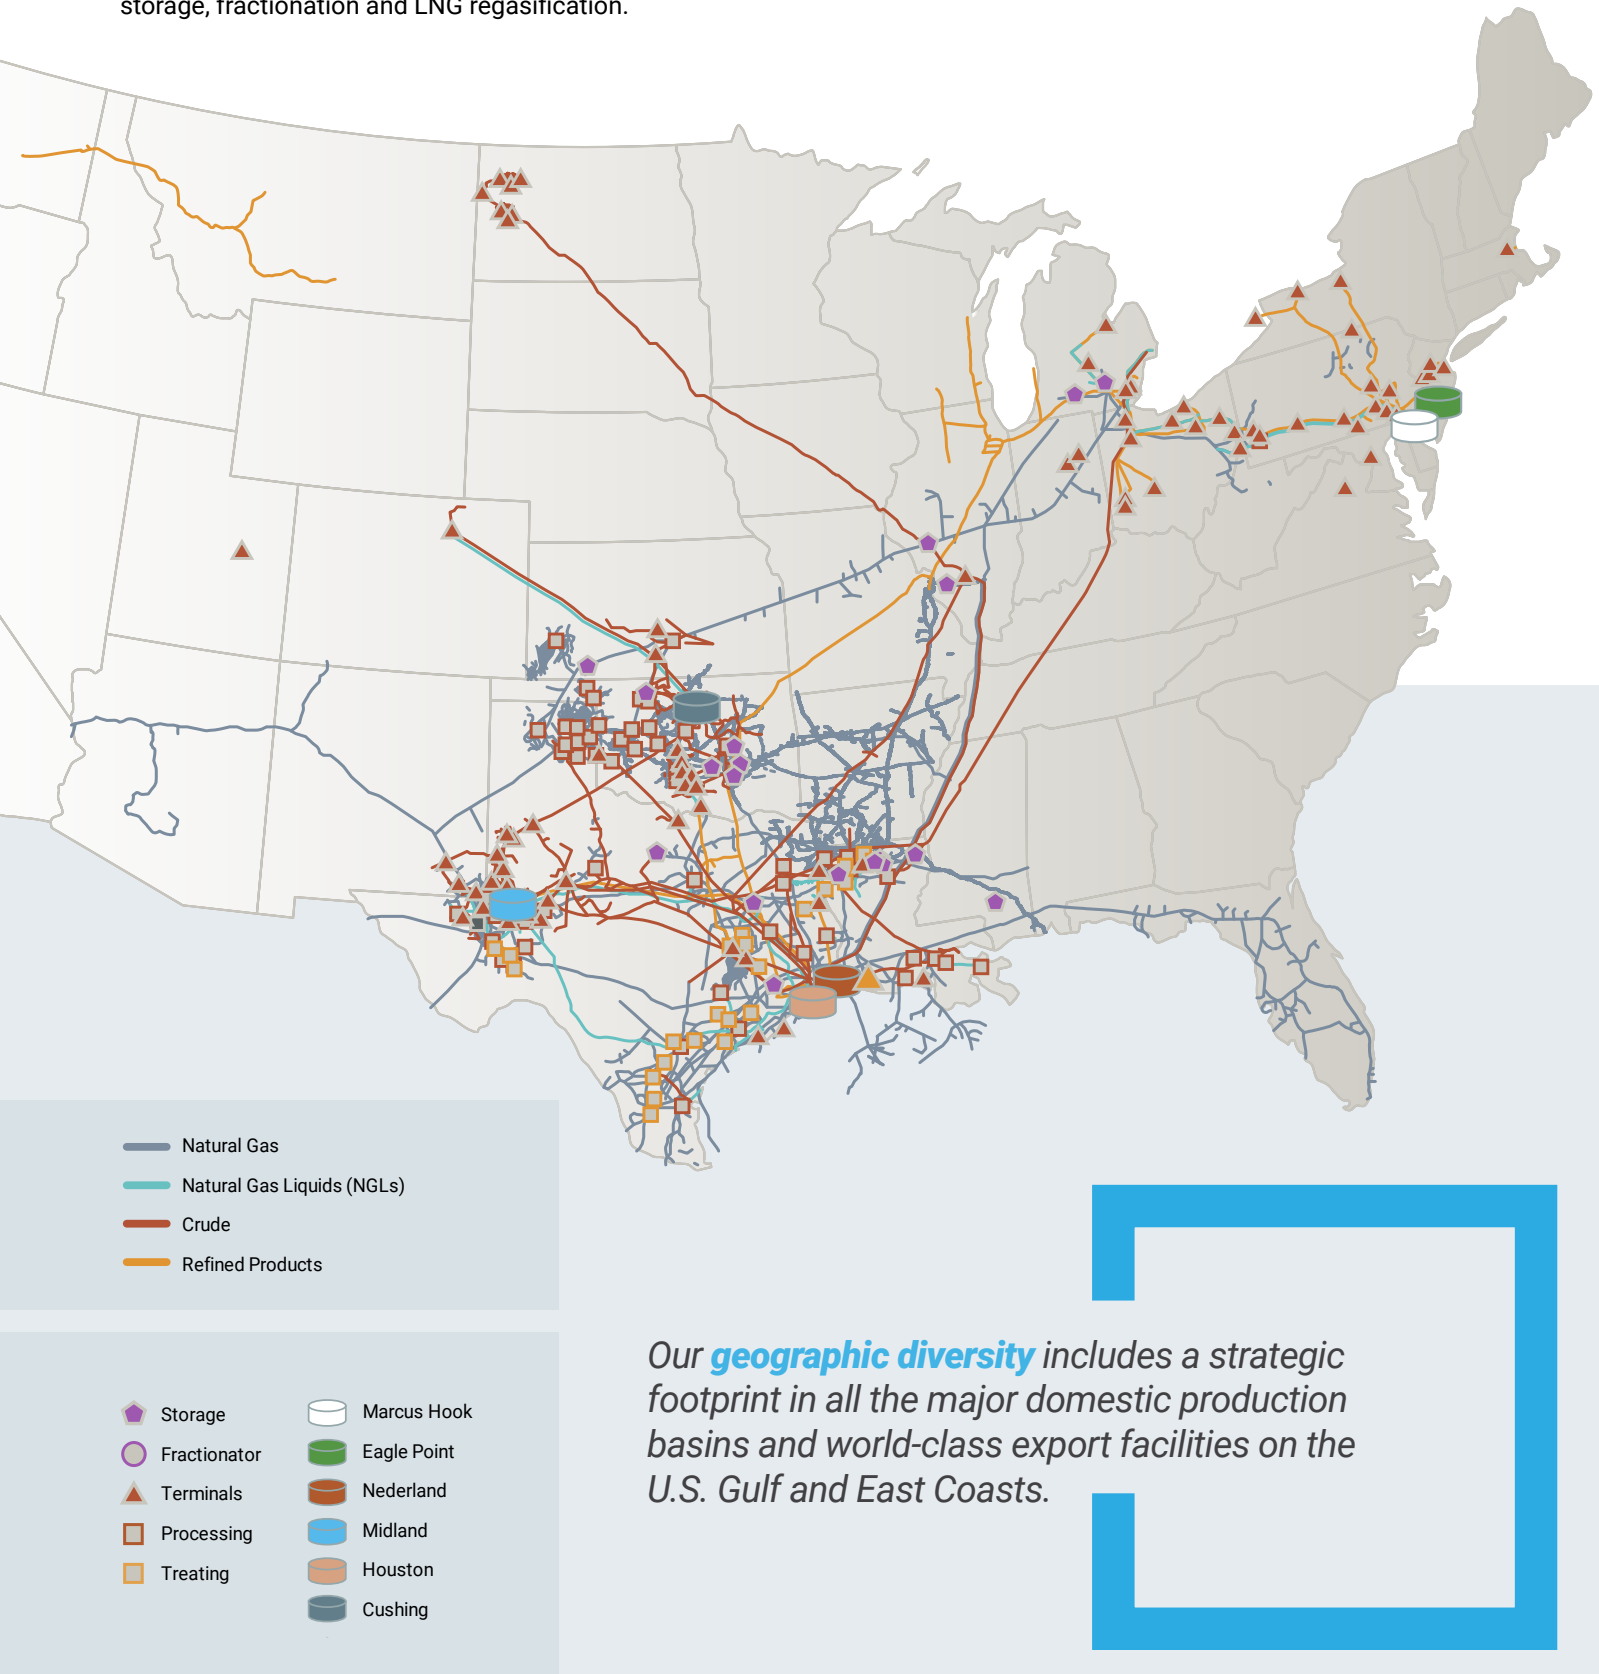 storage, fractionation and LNG regasification.
Natural Gas
Natural Gas Liquids (NGLs)
Crude
Refined Products
Storage
Fractionator
Terminals
Processing
Treating
Marcus Hook
Eagle Point
Nederland
Midland
Houston
Cushing
Our geographic diversity includes a strategic
footprint in all the major domestic production
basins and world-class export facilities on the
U.S. Gulf and East Coasts.